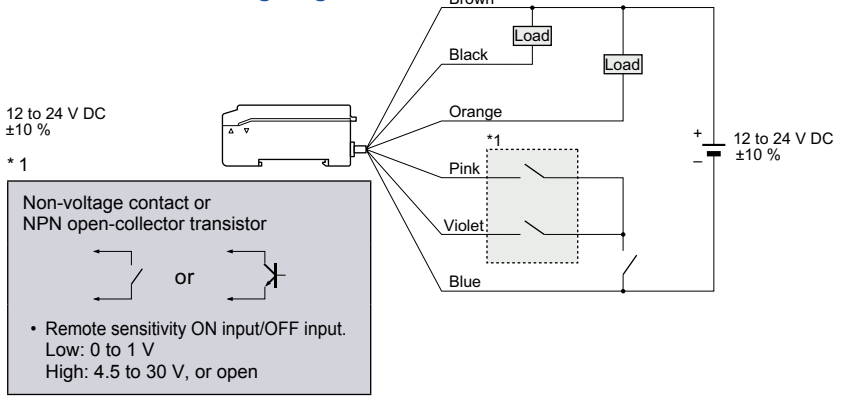 Brown
Black
Load
Load
12 to 24 V DC
±10 %
Orange
*1
+
12 to 24 V DC
±10 %
–
* 1
Pink
Non-voltage contact or
NPN open-collector transistor
Violet
or
Blue
• Remote sensitivity ON input/OFF input.
Low: 0 to 1 V
High: 4.5 to 30 V, or open